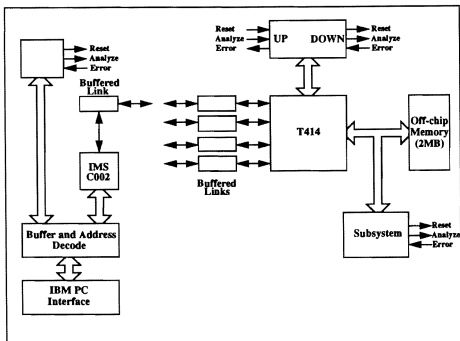 Reset
Analyze
Error
Buffered
Link
IMS
C002
Buffer and Address
Decode
IBM PC
Interface
Reset
Analyze
Error
UP
DOWN
Reset
Analyze
Error
T414
Buffered
Links
Off-chip
Memory
(2MB)
Subsystem
Reset
Analyze
Error